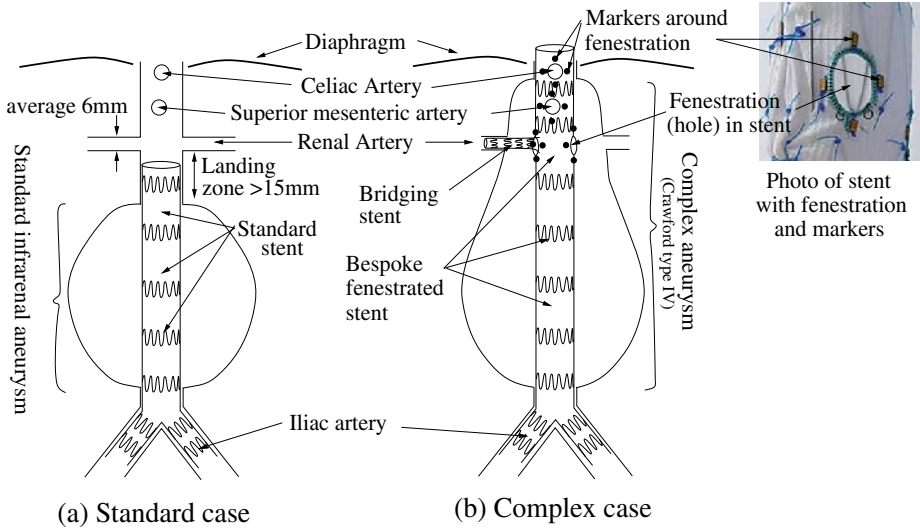 Diaphragm
Celiac Artery
average 6mm
Superior mesenteric artery
Renal Artery
Landing
zone >15mm
Standard infrarenal aneurysm
Standard
stent
Iliac artery
(a) Standard case
Markers around
fenestration
Fenestration
(hole) in stent
Bridging
stent
Bespoke
fenestrated
stent
Complex aneurysm
(Crawford type IV)
(b) Complex case
Photo of stent
with fenestration
and markers